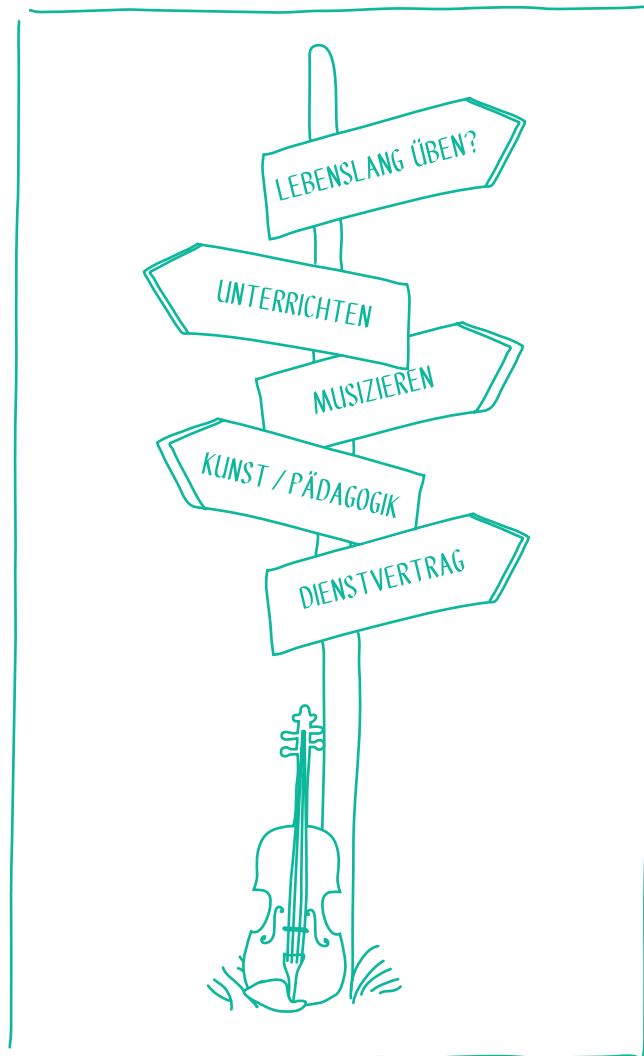 LEBENSLANG ÜBEN?
UNTERRICHTEN
MUSIZIEREN
KUNST / PÄDAGOGIK
DIENSTVERTRAG